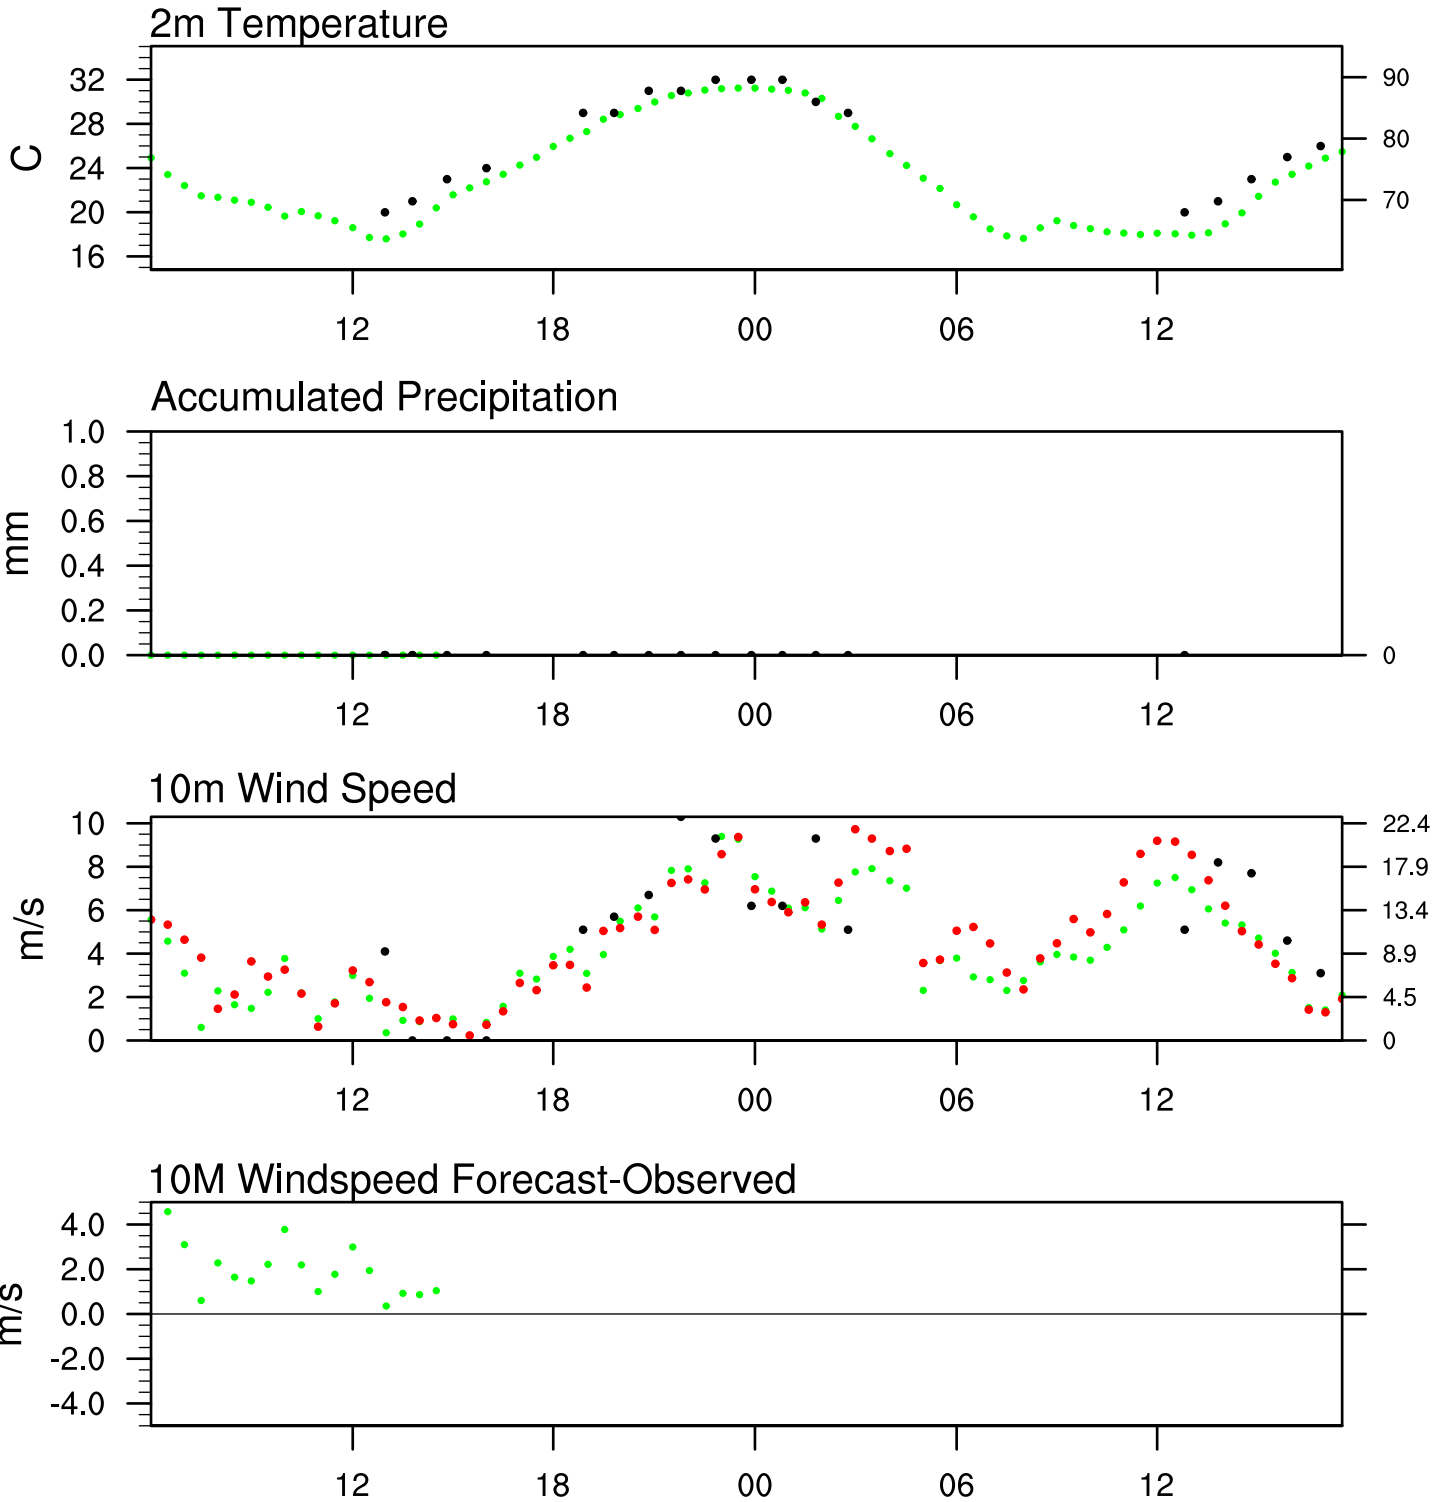 2m Temperature
32
28
24
20
16
C
90
80
70
12 18 00 06 12
Accumulated Precipitation
1.0
0.8
0.6
0.4
0.2
0.0
mm
0
12 18 00 06 12
10m Wind Speed
10
8
6
4
2
0
m/s
22.4
17.9
13.4
8.9
4.5
0
12 18 00 06 12
10M Windspeed Forecast-Observed
4.0
2.0
0.0
-2.0
-4.0
m/s
12 18 00 06 12